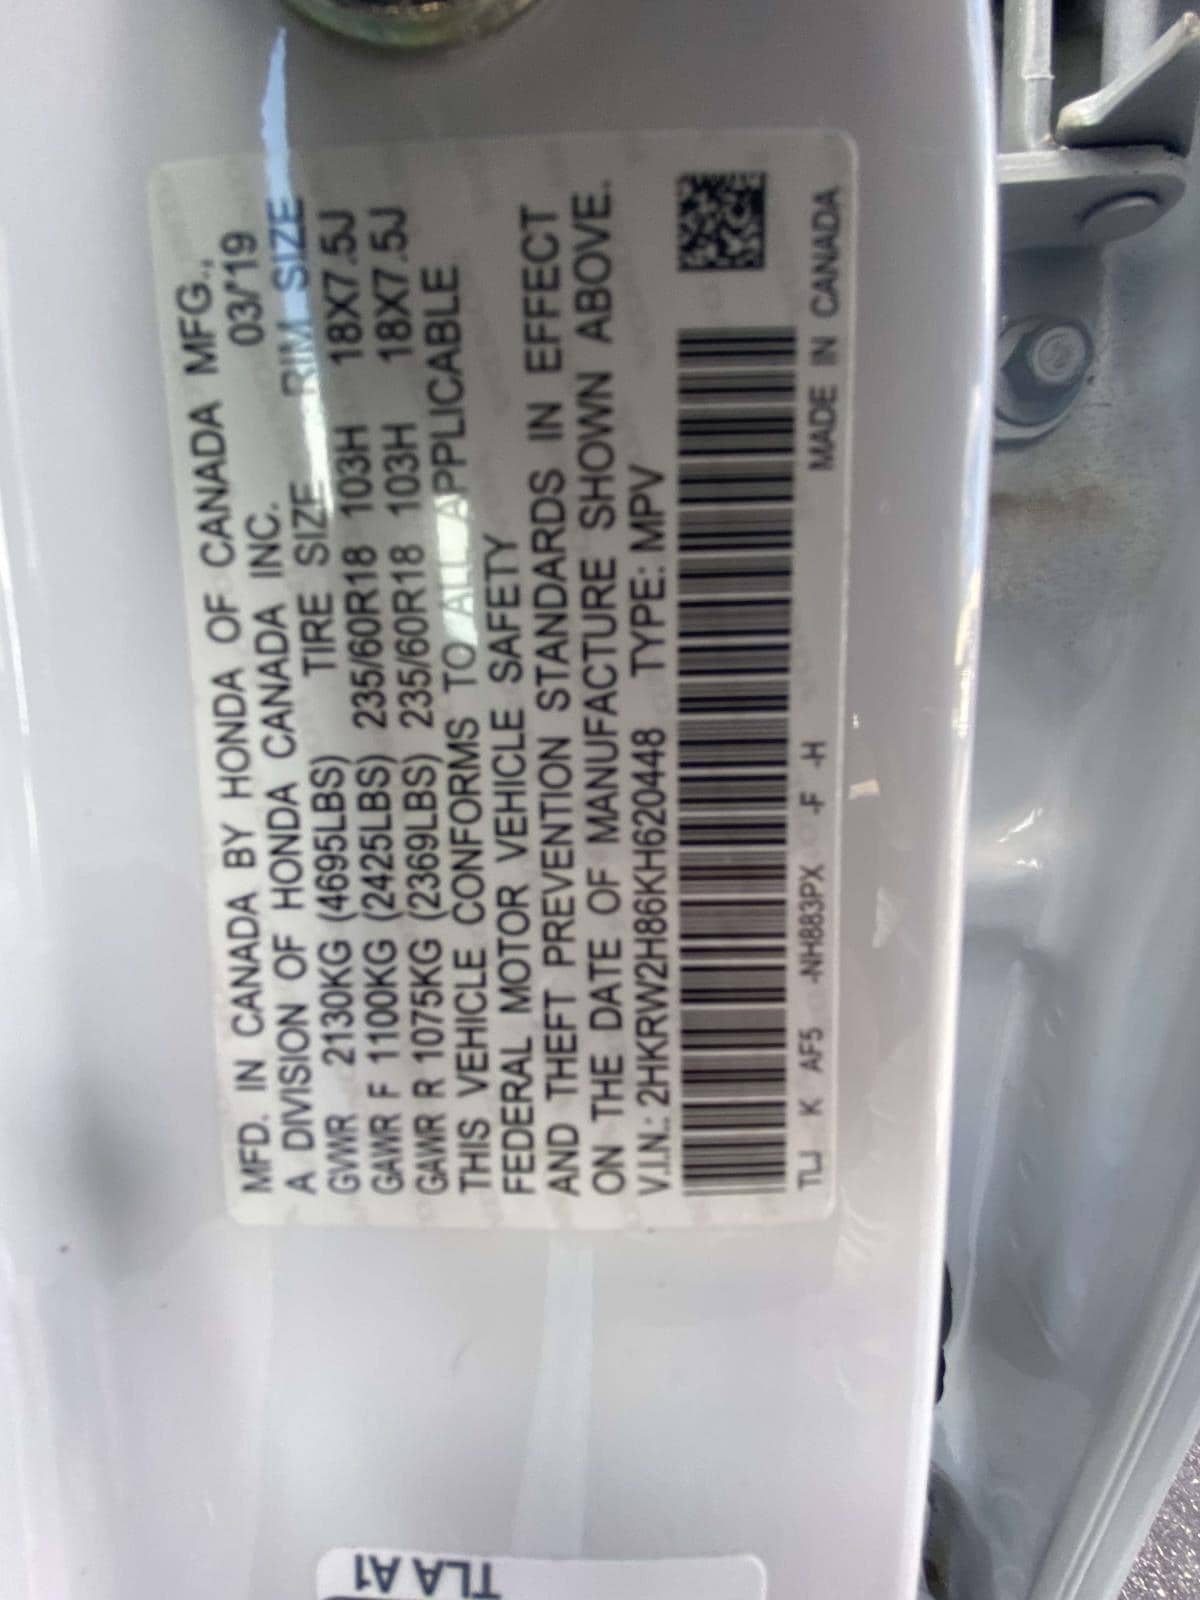 MFD. IN CANADA BY HONDA OF CANADA MFG.,
A DIVISION OF HONDA CANADA INC. 03/'19
GVWR 2130KG (4695LBS) TIRE SIZE RIM SIZE
GAWR F 1100KG (2425LBS) 235/60R18 103H 18X7.5J
GAWR R 1075KG (2369LBS) 235/60R18 103H 18X7.5J
THIS VEHICLE CONFORMS TO ALL APPLICABLE
FEDERAL MOTOR VEHICLE SAFETY
AND THEFT PREVENTION STANDARDS IN EFFECT
ON THE DATE OF MANUFACTURE SHOWN ABOVE.
V.I.N.: 2HKRW2H86KH620448 TYPE: MPV
TLJ K AF5 -NH883PX -F -H MADE IN CANADA
TLA A1